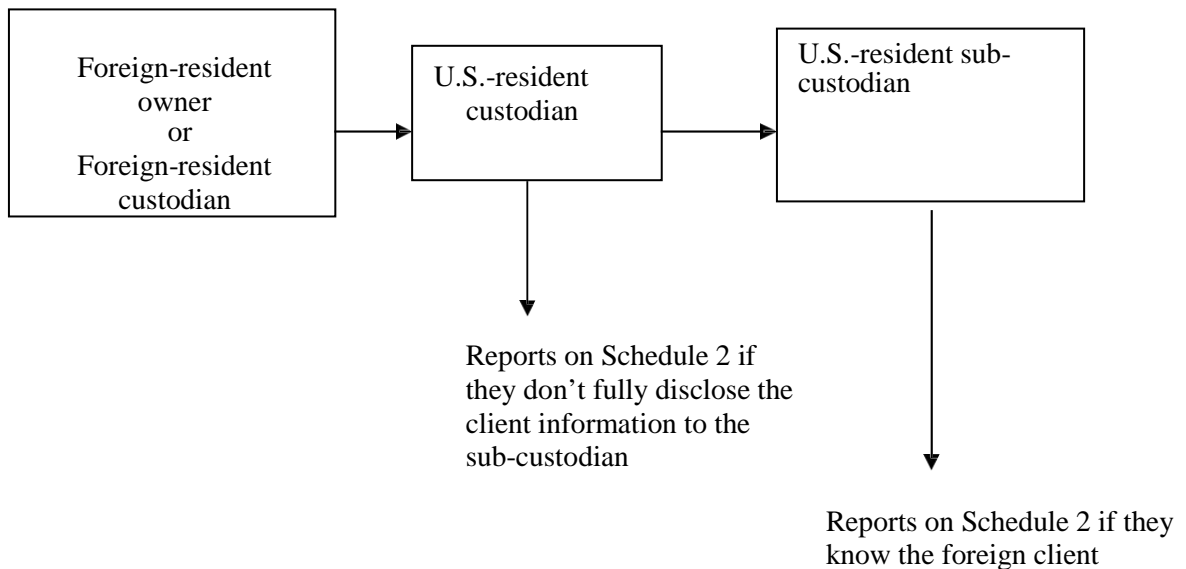 Foreign-resident
owner
or
Foreign-resident
custodian
U.S.-resident
custodian
U.S.-resident sub-
custodian
Reports on Schedule 2 if
they don’t fully disclose the
client information to the
sub-custodian
Reports on Schedule 2 if they
know the foreign client